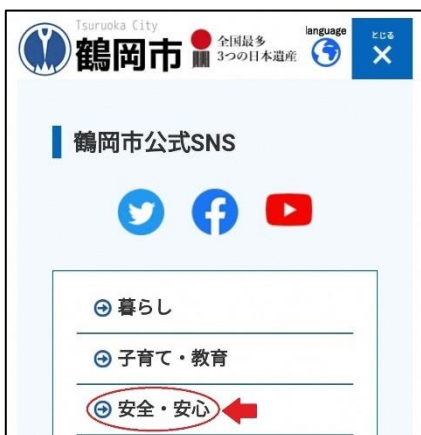 Tsuruoka City
鶴岡市
全国最多
3つの日本遺産
language
とじる
鶴岡市公式SNS
暮らし
子育て・教育
安全・安心